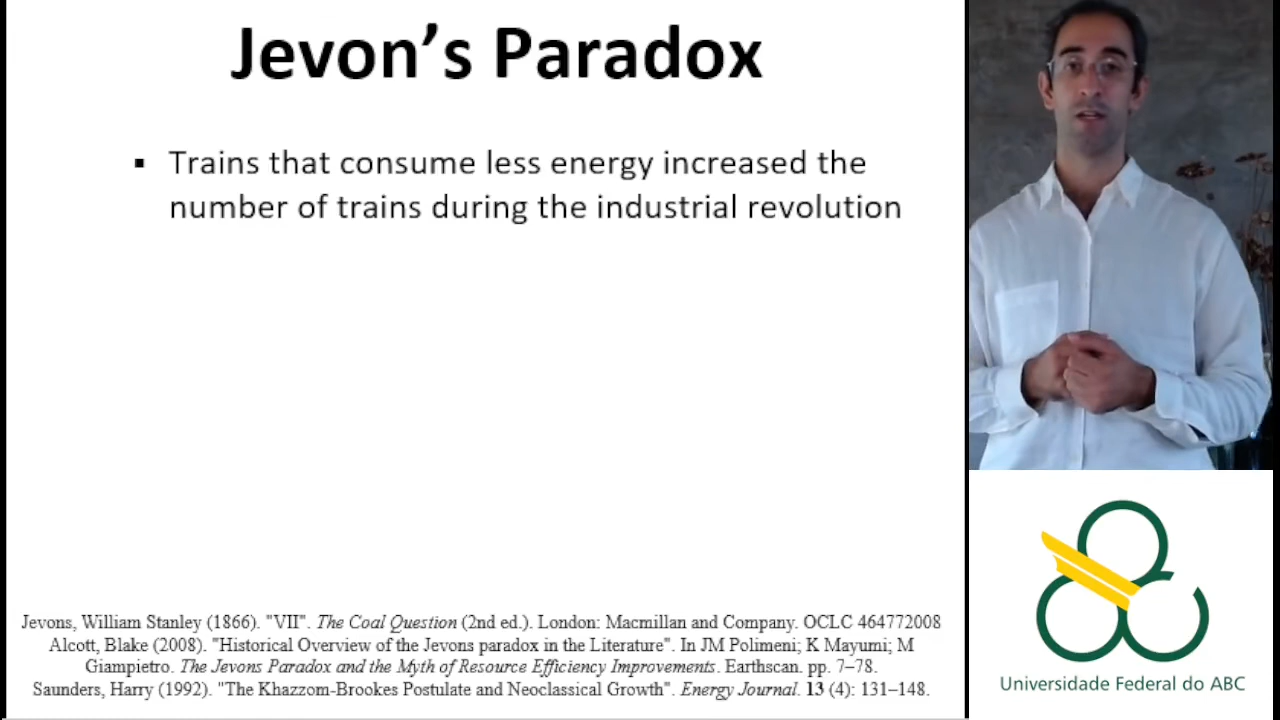 Jevon’s Paradox
▪ Trains that consume less energy increased the
number of trains during the industrial revolution
Jevons, William Stanley (1866). "VII". The Coal Question (2nd ed.). London: Macmillan and Company. OCLC 464772008
Alcott, Blake (2008). "Historical Overview of the Jevons paradox in the Literature". In JM Polimeni; K Mayumi; M
Giampietro. The Jevons Paradox and the Myth of Resource Efficiency Improvements. Earthscan. pp. 7–78.
Saunders, Harry (1992). "The Khazzom-Brookes Postulate and Neoclassical Growth". Energy Journal. 13 (4): 131–148.
Universidade Federal do ABC